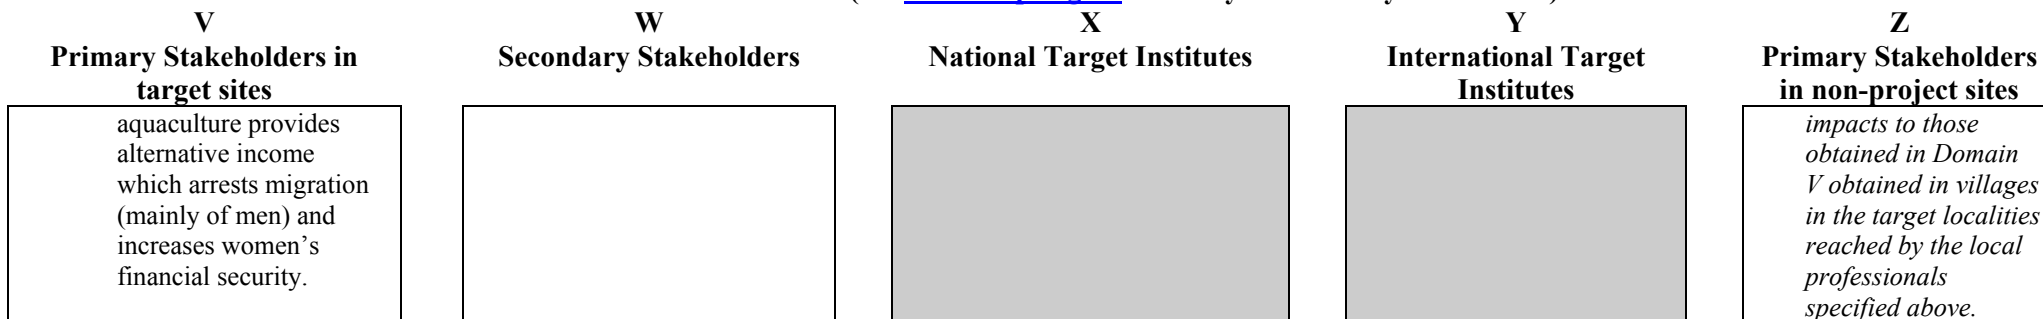 V
Primary Stakeholders in
target sites
aquaculture provides
alternative income
which arrests migration
(mainly of men) and
increases women’s
financial security.
W
Secondary Stakeholders
X
National Target Institutes
Y
International Target
Institutes
Z
Primary Stakeholders
in non-project sites
impacts to those
obtained in Domain
V obtained in villages
in the target localities
reached by the local
professionals
specified above.